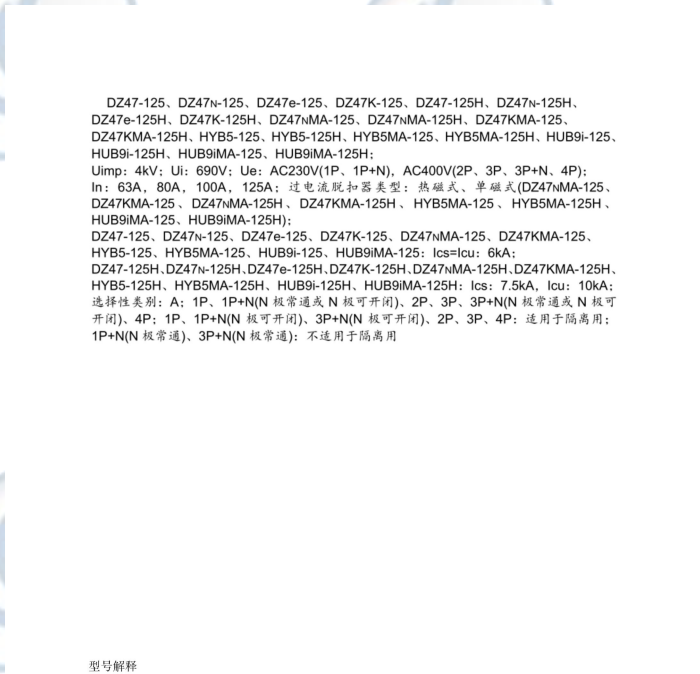 DZ47-125、DZ47N-125、DZ47e-125、DZ47K-125、DZ47-125H、DZ47N-125H、
DZ47e-125H、DZ47K-125H、DZ47NMA-125、DZ47NMA-125H、DZ47KMA-125、
DZ47KMA-125H、HYB5-125、HYB5-125H、HYB5MA-125、HYB5MA-125H、HUB9i-125、
HUB9i-125H、HUB9iMA-125、HUB9iMA-125H；
Uimp：4kV；Ui：690V；Ue：AC230V(1P、1P+N)，AC400V(2P、3P、3P+N、4P)；
In：63A，80A，100A，125A；过电流脱扣器类型：热磁式、单磁式(DZ47NMA-125、
DZ47KMA-125、DZ47NMA-125H、DZ47KMA-125H、HYB5MA-125、HYB5MA-125H、
HUB9iMA-125、HUB9iMA-125H)；
DZ47-125、DZ47N-125、DZ47e-125、DZ47K-125、DZ47NMA-125、DZ47KMA-125、
HYB5-125、HYB5MA-125、HUB9i-125、HUB9iMA-125：Ics=Icu：6kA；
DZ47-125H、DZ47N-125H、DZ47e-125H、DZ47K-125H、DZ47NMA-125H、DZ47KMA-125H、
HYB5-125H、HYB5MA-125H、HUB9i-125H、HUB9iMA-125H：Ics：7.5kA，Icu：10kA；
选择性类别：A；1P、1P+N(N 极常通或 N 极可开闭)、2P、3P、3P+N(N 极常通或 N 极可
开闭)、4P；1P、1P+N(N 极可开闭)、3P+N(N 极可开闭)、2P、3P、4P：适用于隔离用；
1P+N(N 极常通)、3P+N(N 极常通)：不适用于隔离用
型号解释